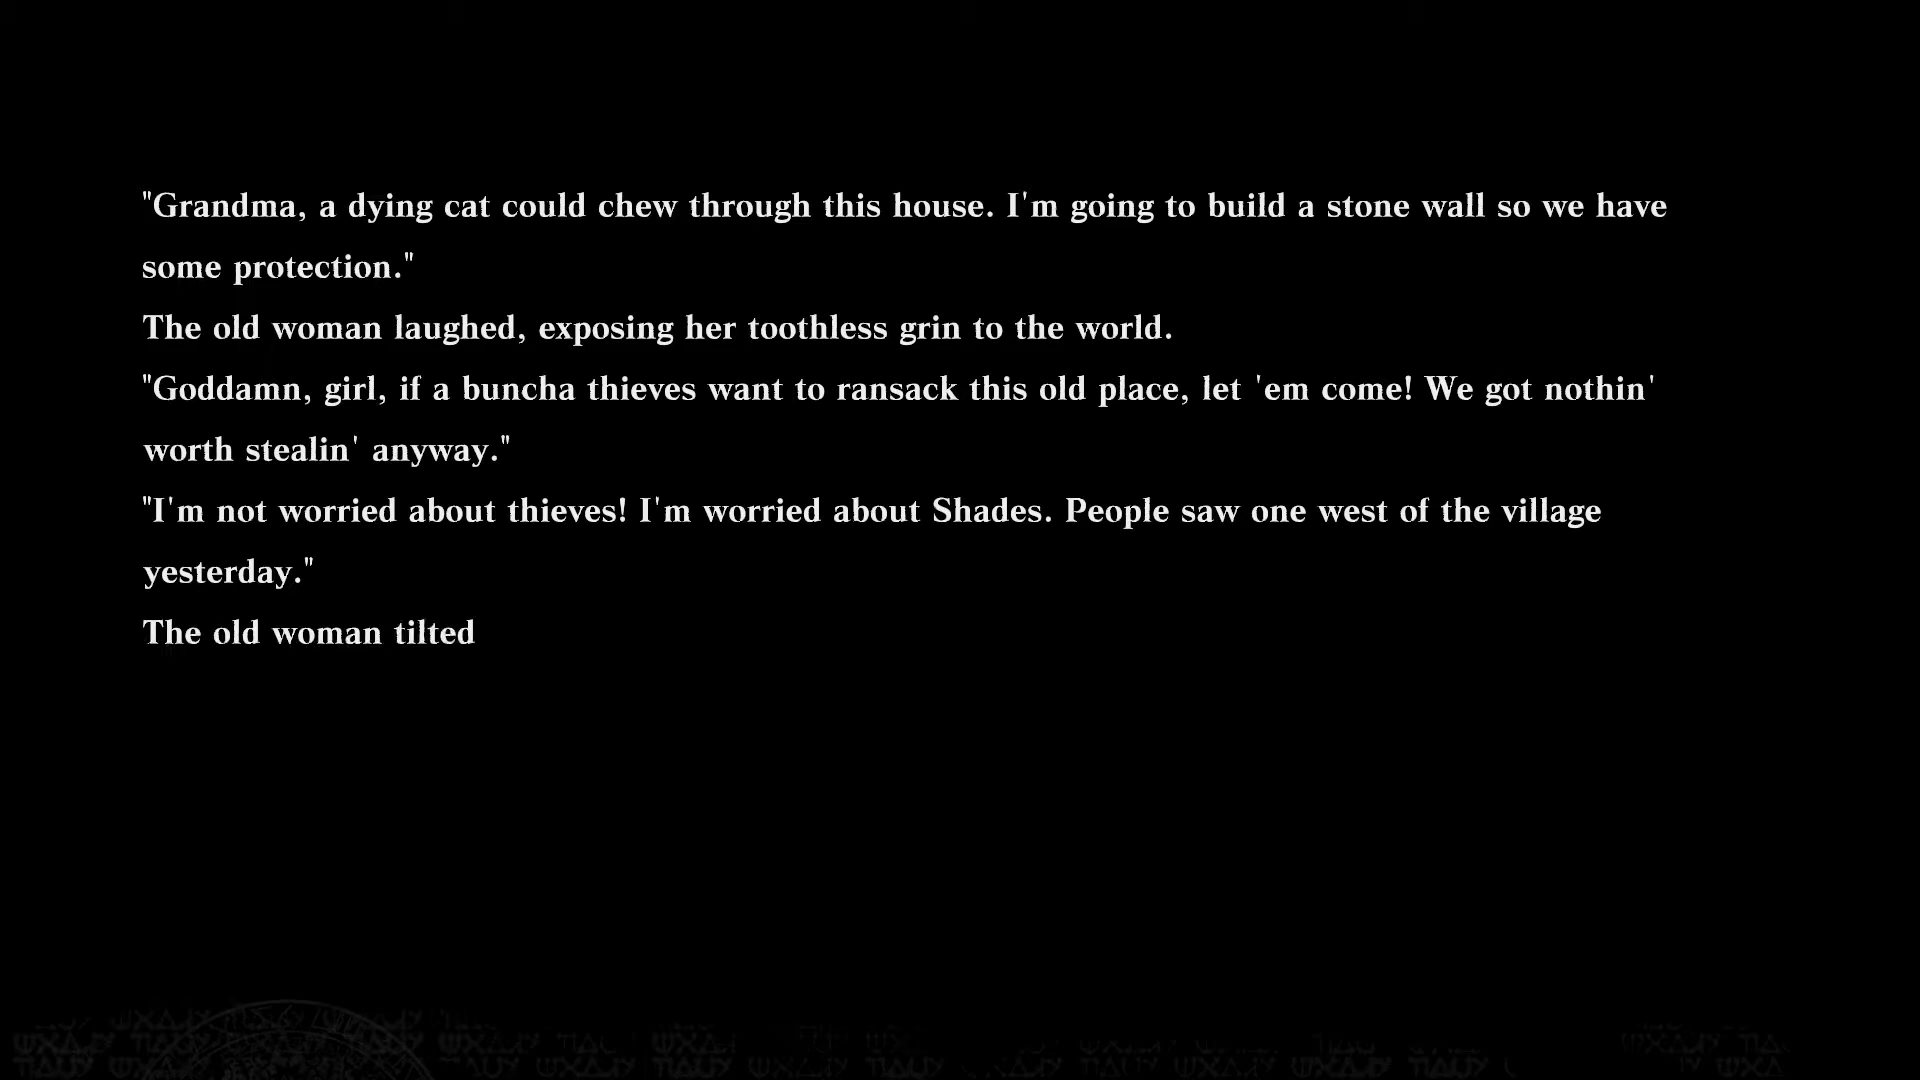 "Grandma, a dying cat could chew through this house. I'm going to build a stone wall so we have
some protection."
The old woman laughed, exposing her toothless grin to the world.
"Goddamn, girl, if a buncha thieves want to ransack this old place, let 'em come! We got nothin'
worth stealin' anyway."
"I'm not worried about thieves! I'm worried about Shades. People saw one west of the village
yesterday."
The old woman tilted